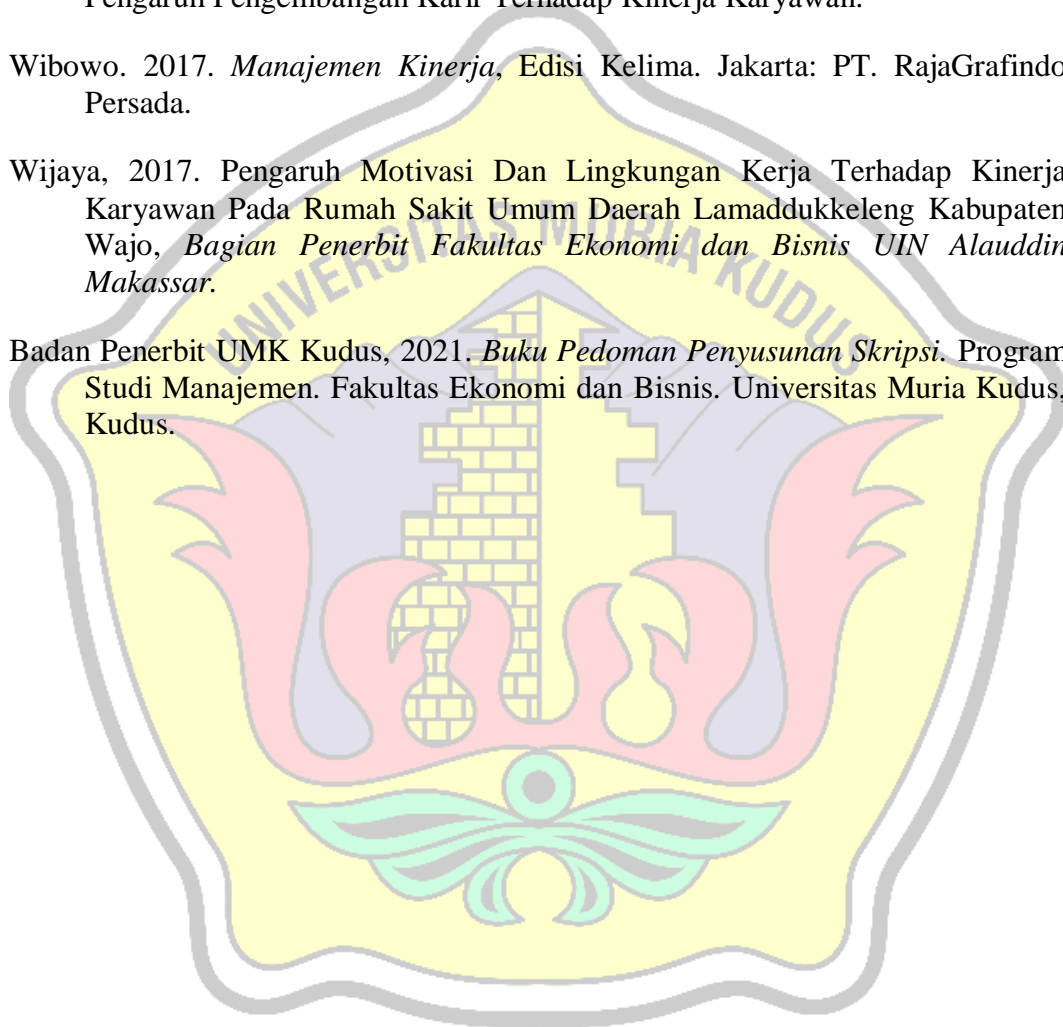 Pengaruh Pengembangan Karir Terhadap Kinerja Karyawan.
Wibowo. 2017. Manajemen Kinerja, Edisi Kelima. Jakarta: PT. RajaGrafindo
Persada.
Wijaya, 2017. Pengaruh Motivasi Dan Lingkungan Kerja Terhadap Kinerja
Karyawan Pada Rumah Sakit Umum Daerah Lamaddukkeleng Kabupaten
Wajo, Bagian Penerbit Fakultas Ekonomi dan Bisnis UIN Alauddin
Makassar.
UNIVERSITAS MURIA KUDUS
Badan Penerbit UMK Kudus, 2021. Buku Pedoman Penyusunan Skripsi. Program
Studi Manajemen. Fakultas Ekonomi dan Bisnis. Universitas Muria Kudus,
Kudus.